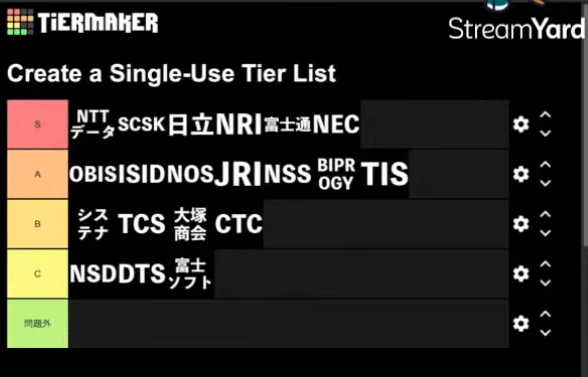 TiERMAKER
StreamYard
Create a Single-Use Tier List
S
NTT
データ
SCSK
日立
NRI
富士通
NEC
A
OBIS
ISID
NOS
JRI
NSS
BIPR
OGY
TIS
B
シス
テナ
TCS
大塚
商会
CTC
C
NSD
DTS
富士
ソフト
問題外